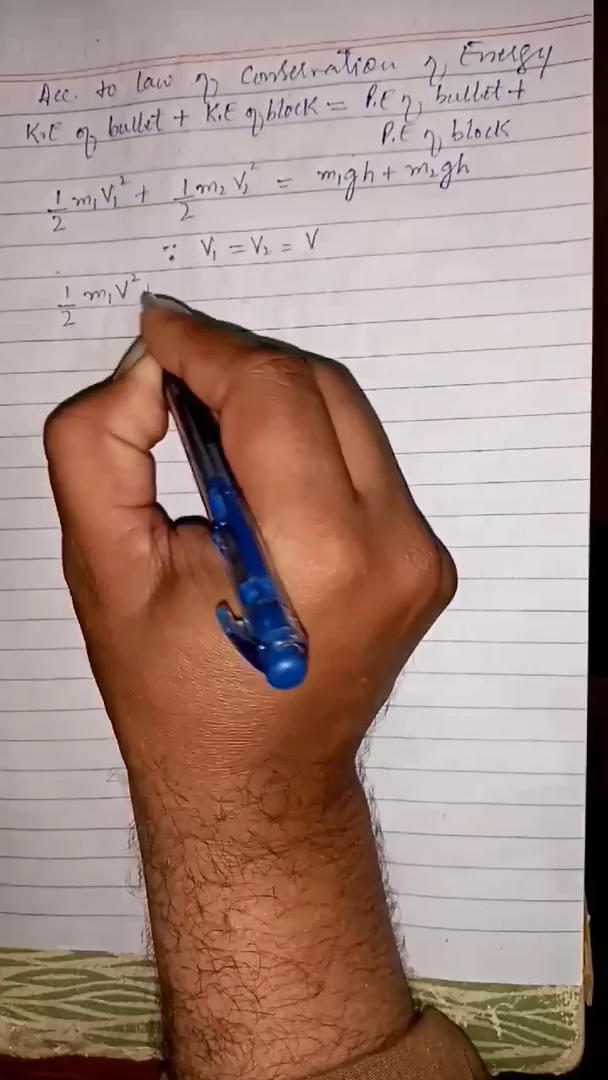 Acc. to law of Conservation of Energy
K.E of bullet + K.E of block = P.E of bullet +
P.E of block
1/2 m₁V₁² + 1/2 m₂V₂² = m₁gh + m₂gh
∵ V₁ = V₂ = V
1/2 m₁V² +